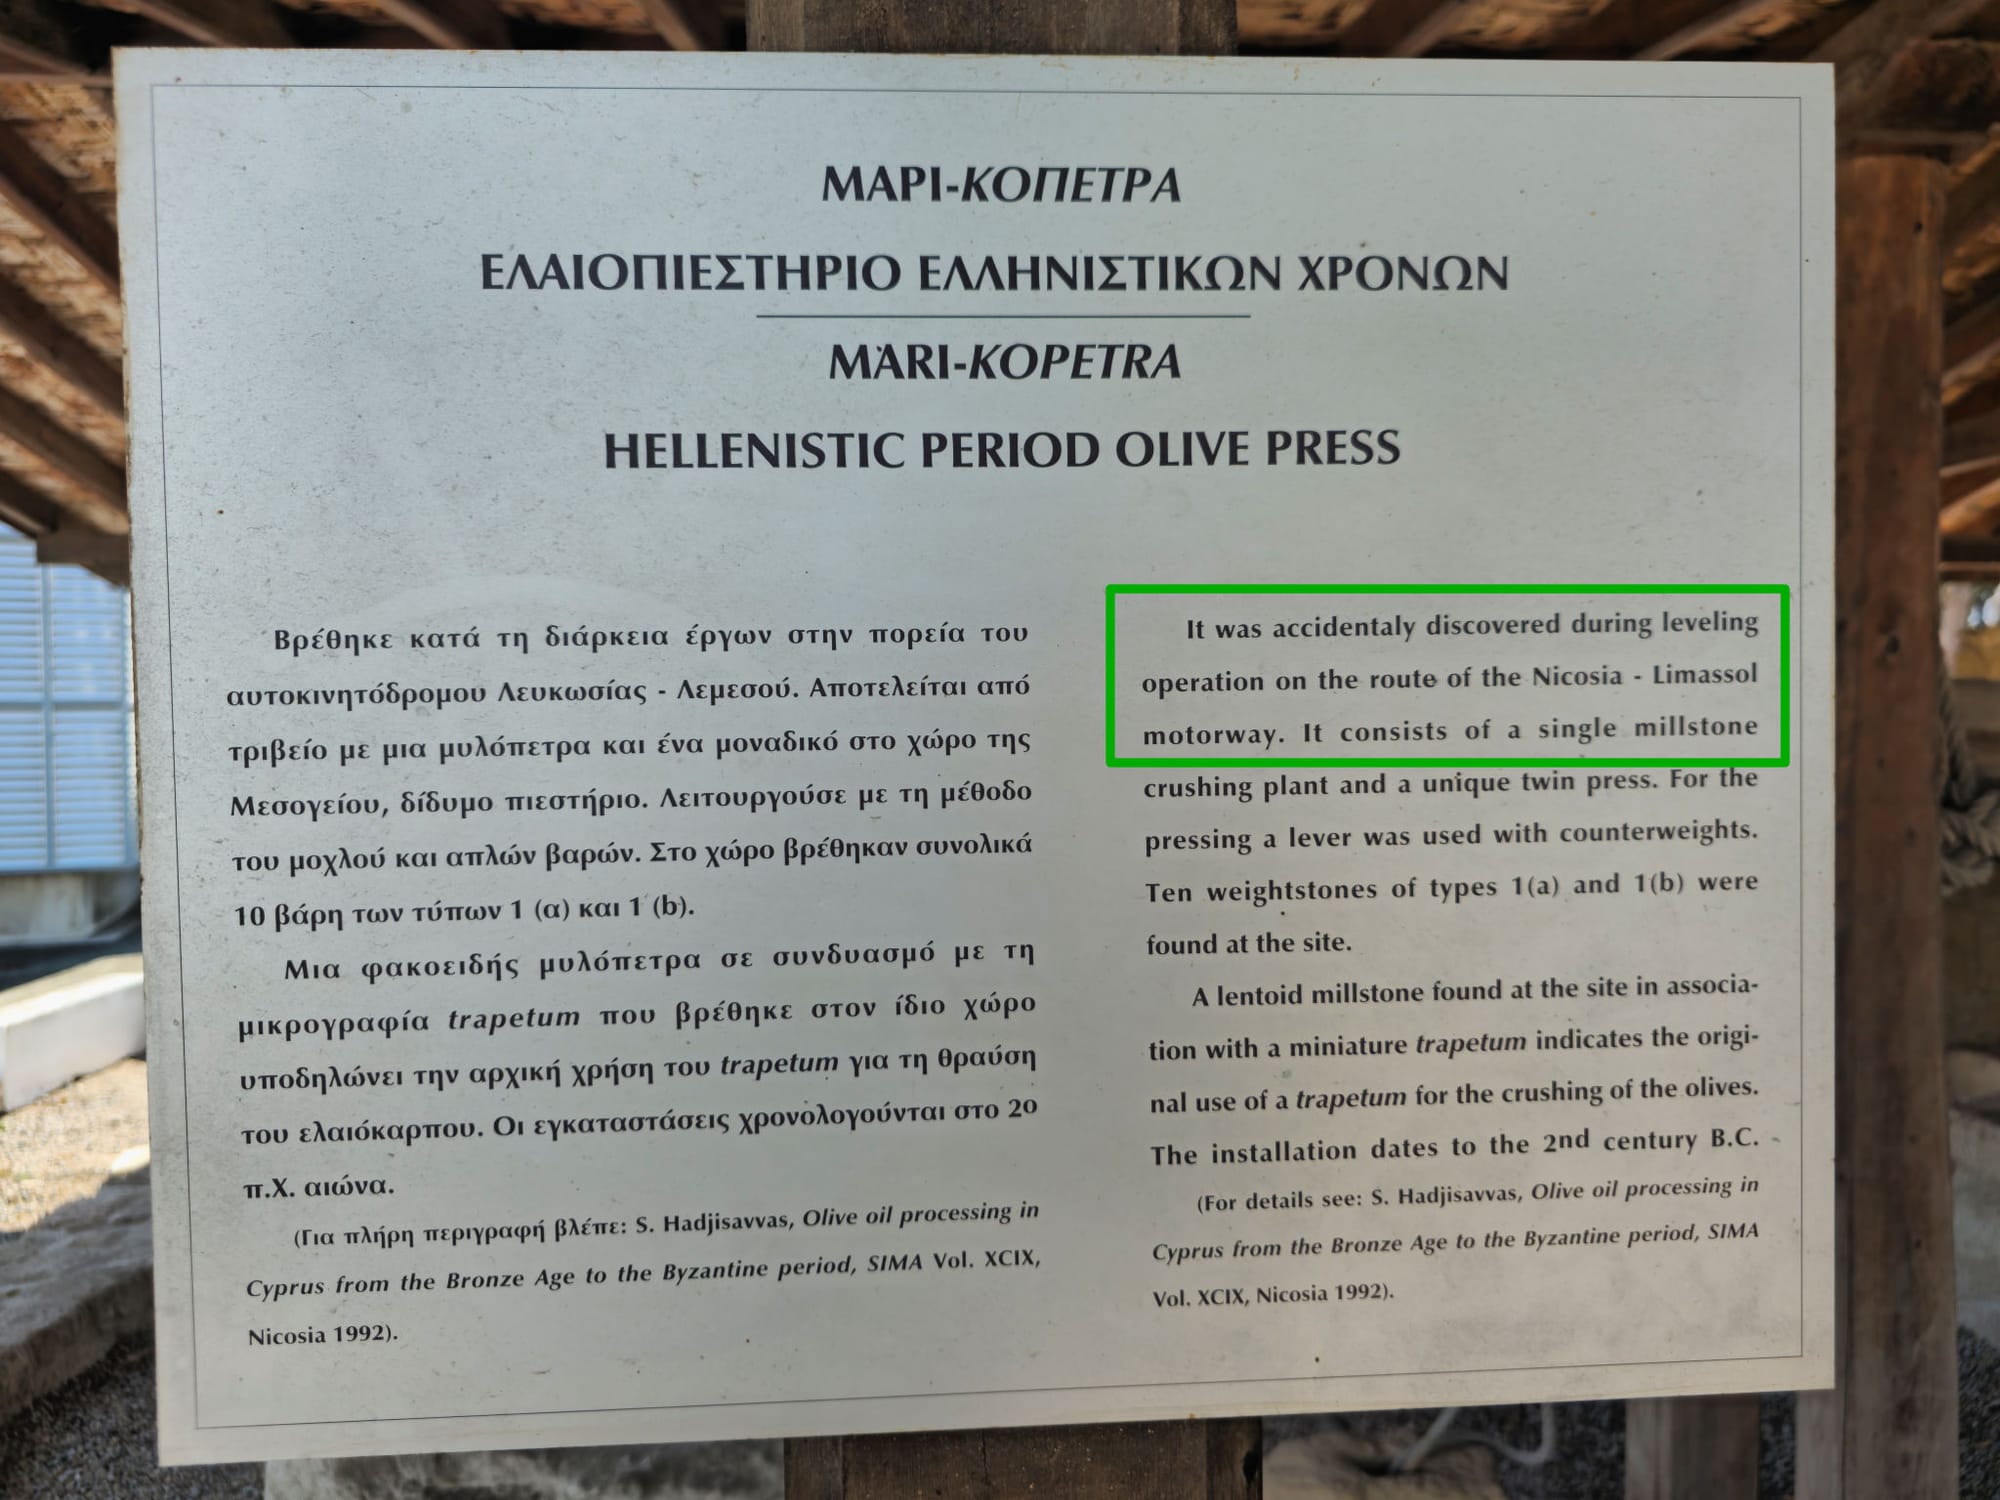 ΜΑΡΙ-ΚΟΠΕΤΡΑ
ΕΛΑΙΟΠΙΕΣΤΗΡΙΟ ΕΛΛΗΝΙΣΤΙΚΩΝ ΧΡΟΝΩΝ
MARI-KOPETRA
HELLENISTIC PERIOD OLIVE PRESS
Βρέθηκε κατά τη διάρκεια έργων στην πορεία του
αυτοκινητόδρομου Λευκωσίας - Λεμεσού. Αποτελείται από
τριβείο με μια μυλόπετρα και ένα μοναδικό στο χώρο της
Μεσογείου, δίδυμο πιεστήριο. Λειτουργούσε με τη μέθοδο
του μοχλού και απλών βαρών. Στο χώρο βρέθηκαν συνολικά
10 βάρη των τύπων 1 (α) και 1 (b).
Μια φακοειδής μυλόπετρα σε συνδυασμό με τη
μικρογραφία trapetum που βρέθηκε στον ίδιο χώρο
υποδηλώνει την αρχική χρήση του trapetum για τη θραύση
του ελαιόκαρπου. Οι εγκαταστάσεις χρονολογούνται στο 2ο
π.Χ. αιώνα.
(Για πλήρη περιγραφή βλέπε: S. Hadjisavvas, Olive oil processing in
Cyprus from the Bronze Age to the Byzantine period, SIMA Vol. XCIX,
Nicosia 1992).
It was accidentaly discovered during leveling
operation on the route of the Nicosia - Limassol
motorway. It consists of a single millstone
crushing plant and a unique twin press. For the
pressing a lever was used with counterweights.
Ten weightstones of types 1(a) and 1(b) were
found at the site.
A lentoid millstone found at the site in associa-
tion with a miniature trapetum indicates the origi-
nal use of a trapetum for the crushing of the olives.
The installation dates to the 2nd century B.C.
(For details see: S. Hadjisavvas, Olive oil processing in
Cyprus from the Bronze Age to the Byzantine period, SIMA
Vol. XCIX, Nicosia 1992).